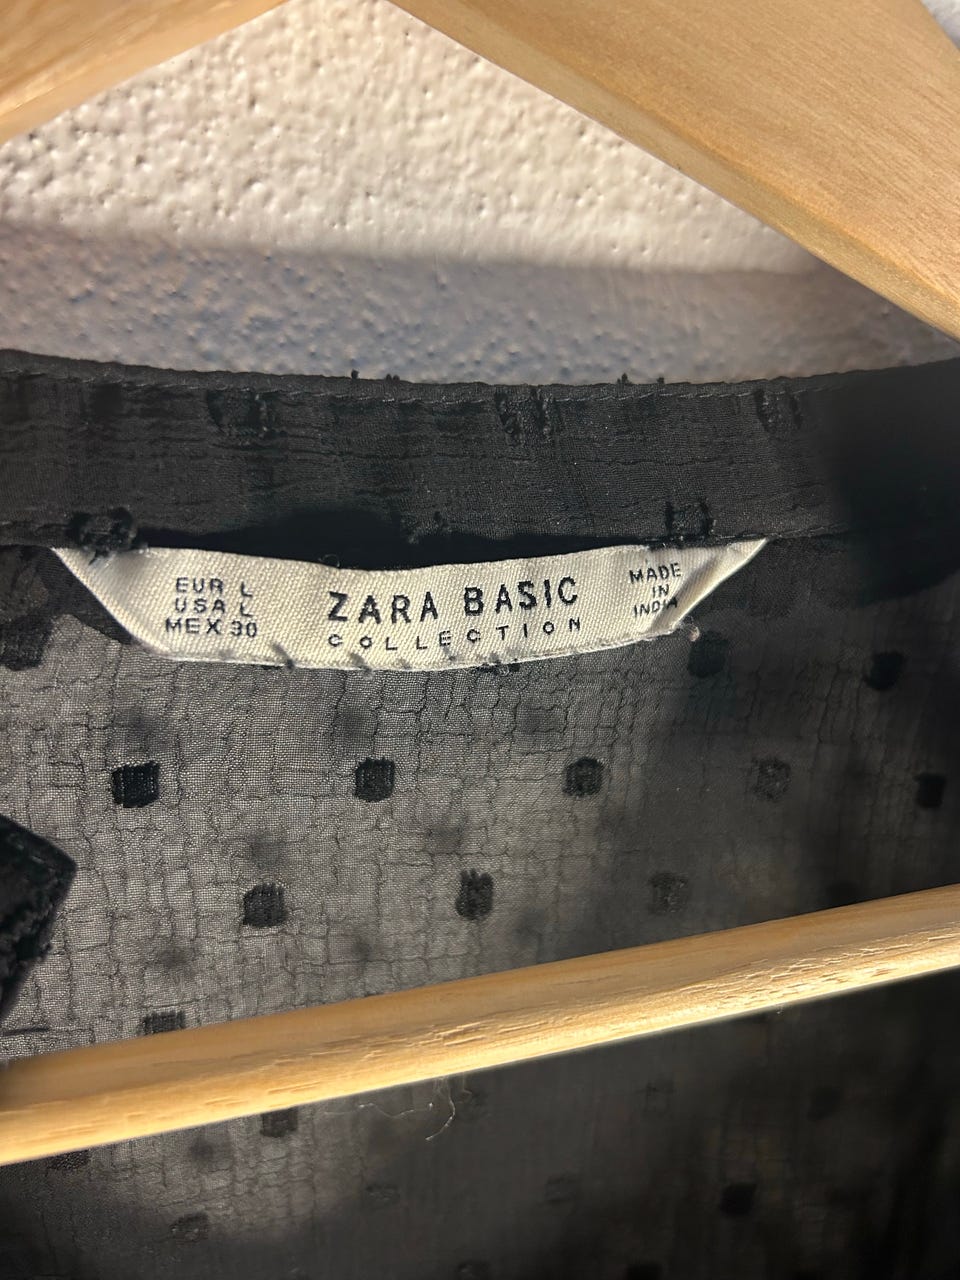 EUR L
USA L
MEX 30
ZARA BASIC
COLLECTION
MADE
IN
INDIA